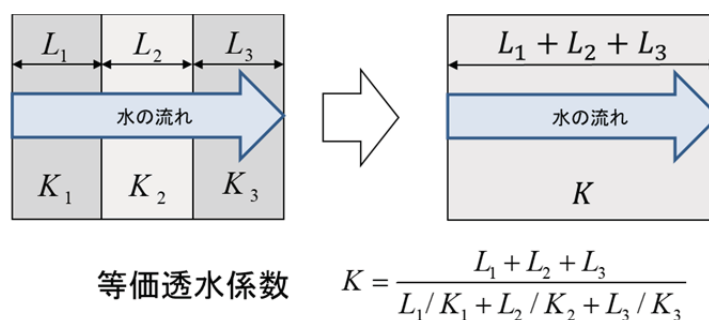 L₁ L₂ L₃
水の流れ
K₁ K₂ K₃
L₁ + L₂ + L₃
水の流れ
K
等価透水係数 K = (L₁ + L₂ + L₃) / (L₁/K₁ + L₂/K₂ + L₃/K₃)